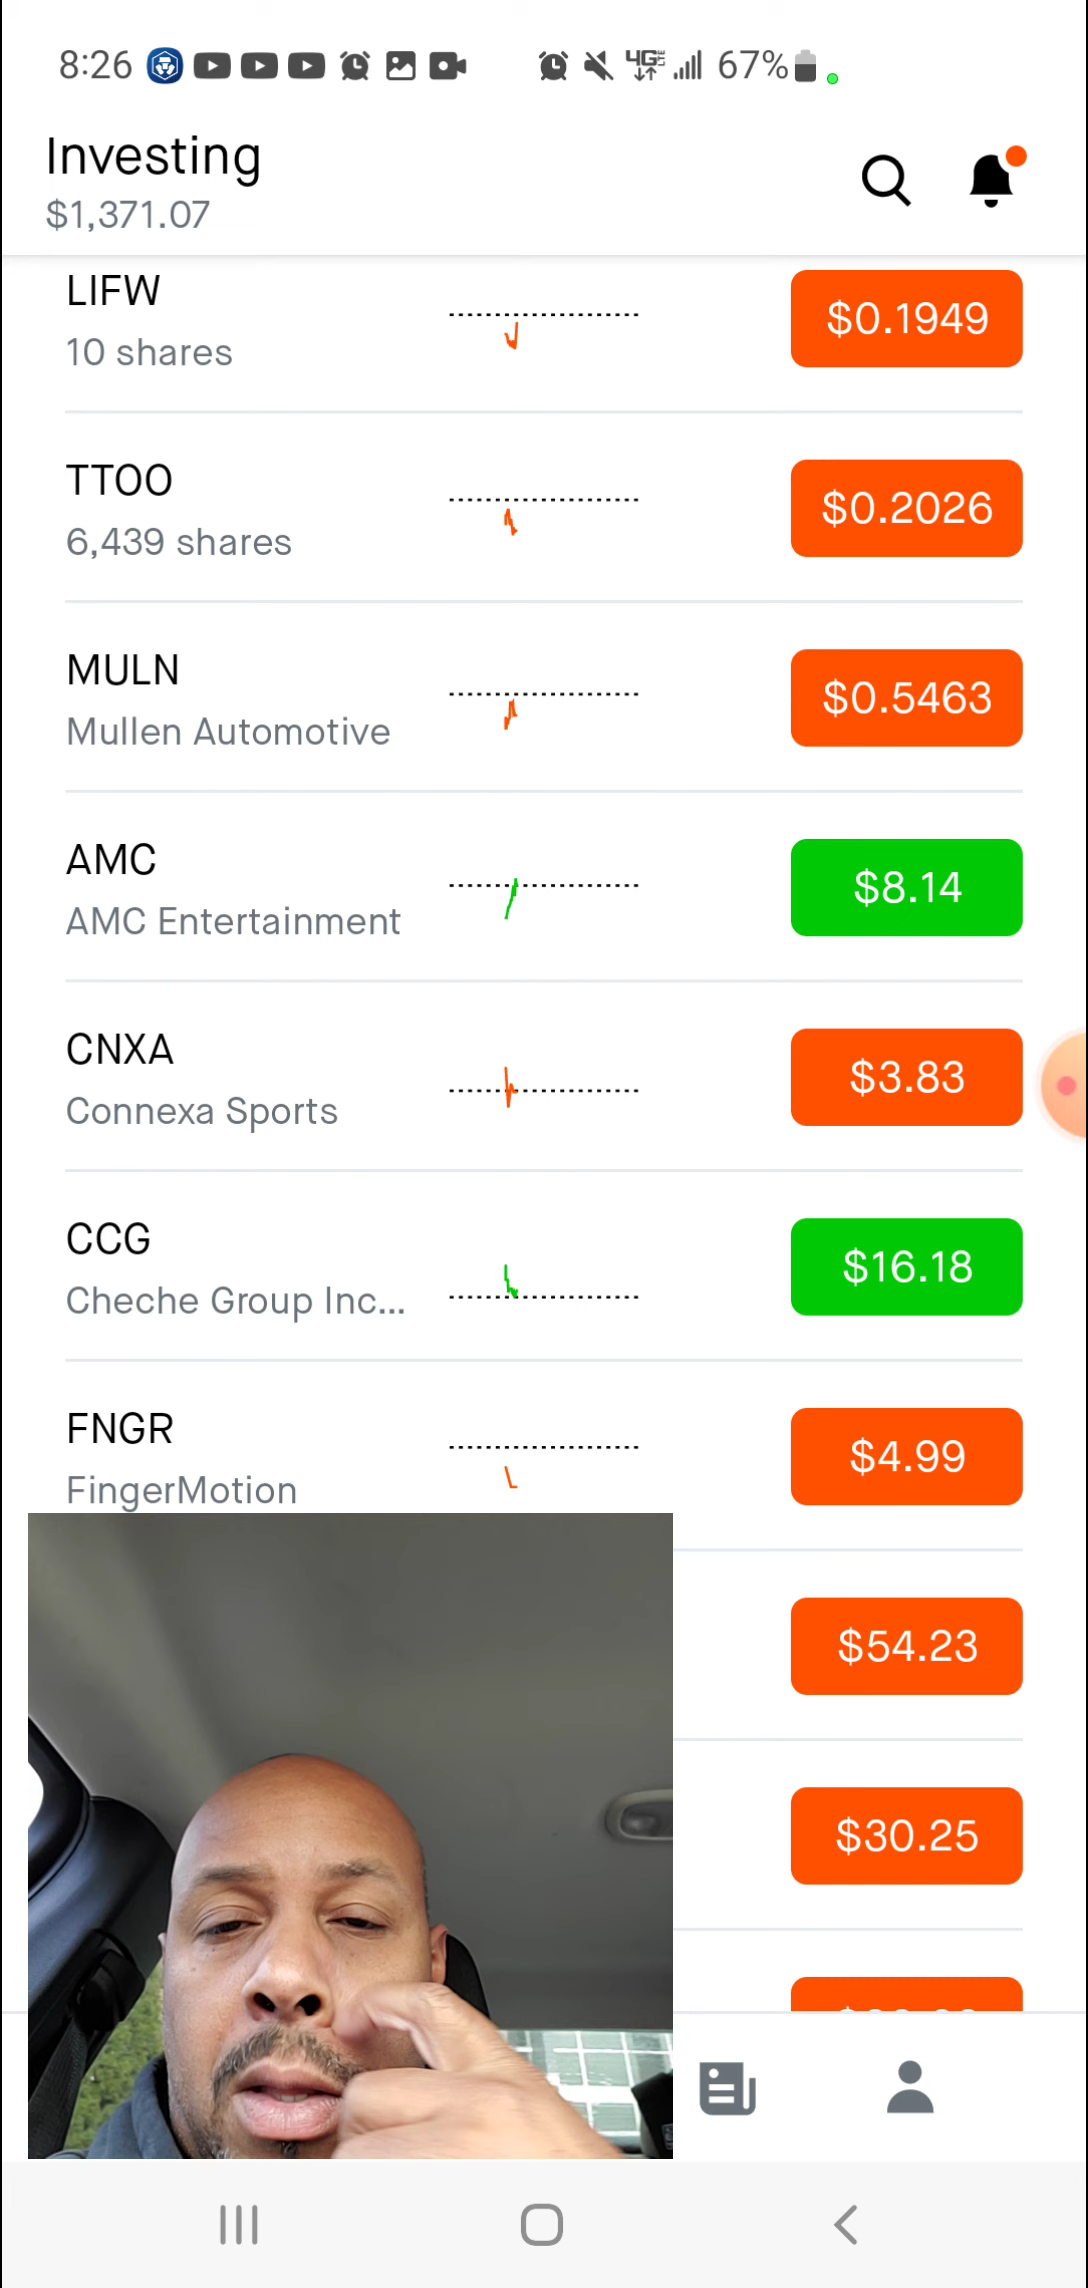 8:26
4G
67%
Investing
$1,371.07
LIFW
10 shares
$0.1949
TTOO
6,439 shares
$0.2026
MULN
Mullen Automotive
$0.5463
AMC
AMC Entertainment
$8.14
CNXA
Connexa Sports
$3.83
CCG
Cheche Group Inc...
$16.18
FNGR
FingerMotion
$4.99
$54.23
$30.25